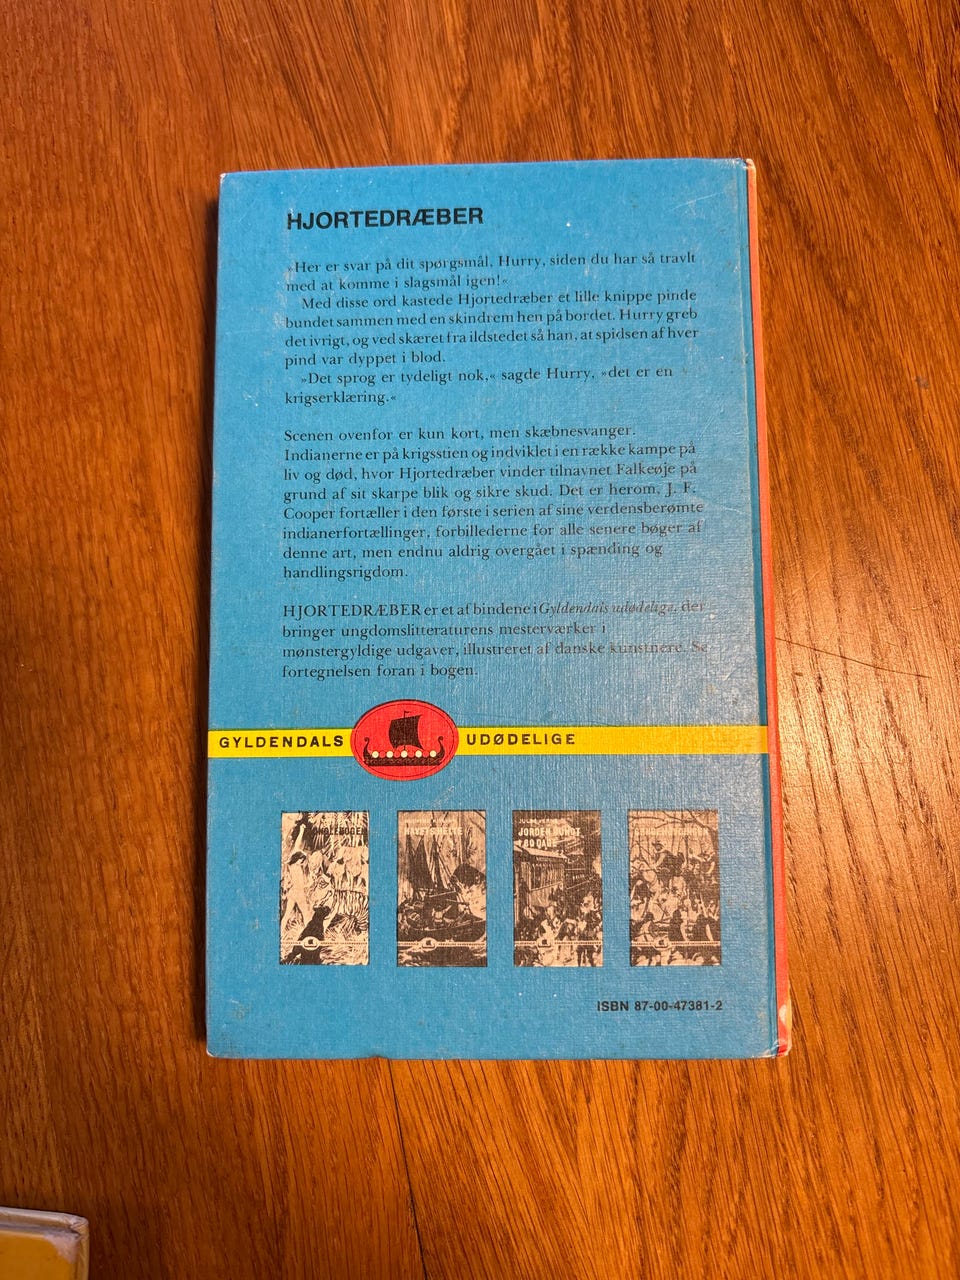 HJORTEDRÆBER
»Her er svar på dit spørgsmål, Hurry, siden du har så travlt
med at komme i slagsmål igen!«
Med disse ord kastede Hjortedræber et lille knippe pinde
bundet sammen med en skindrem hen på bordet. Hurry greb
det ivrigt, og ved skæret fra ildstedet så han, at spidsen af hver
pind var dyppet i blod.
»Det sprog er tydeligt nok,« sagde Hurry, »det er en
krigserklæring.«
Scenen ovenfor er kun kort, men skæbnesvanger.
Indianerne er på krigsstien og indviklet i en række kampe på
liv og død, hvor Hjortedræber vinder tilnavnet Falkeøje på
grund af sit skarpe blik og sikre skud. Det er herom, J. F.
Cooper fortæller i den første i serien af sine verdensberømte
indianerfortællinger, forbillederne for alle senere bøger af
denne art, men endnu aldrig overgået i spænding og
handlingsrigdom.
HJORTEDRÆBER er et af bindene i Gyldendals udødelige, der
bringer ungdomslitteraturens mesterværker i
mønstergyldige udgaver, illustreret af danske kunstnere. Se
fortegnelsen foran i bogen.
GYLDENDALS UDØDELIGE
JUNGLEBOGEN
HAVETS HELTE
JORDEN RUNDT
80 DAGE
ISBN 87-00-47381-2